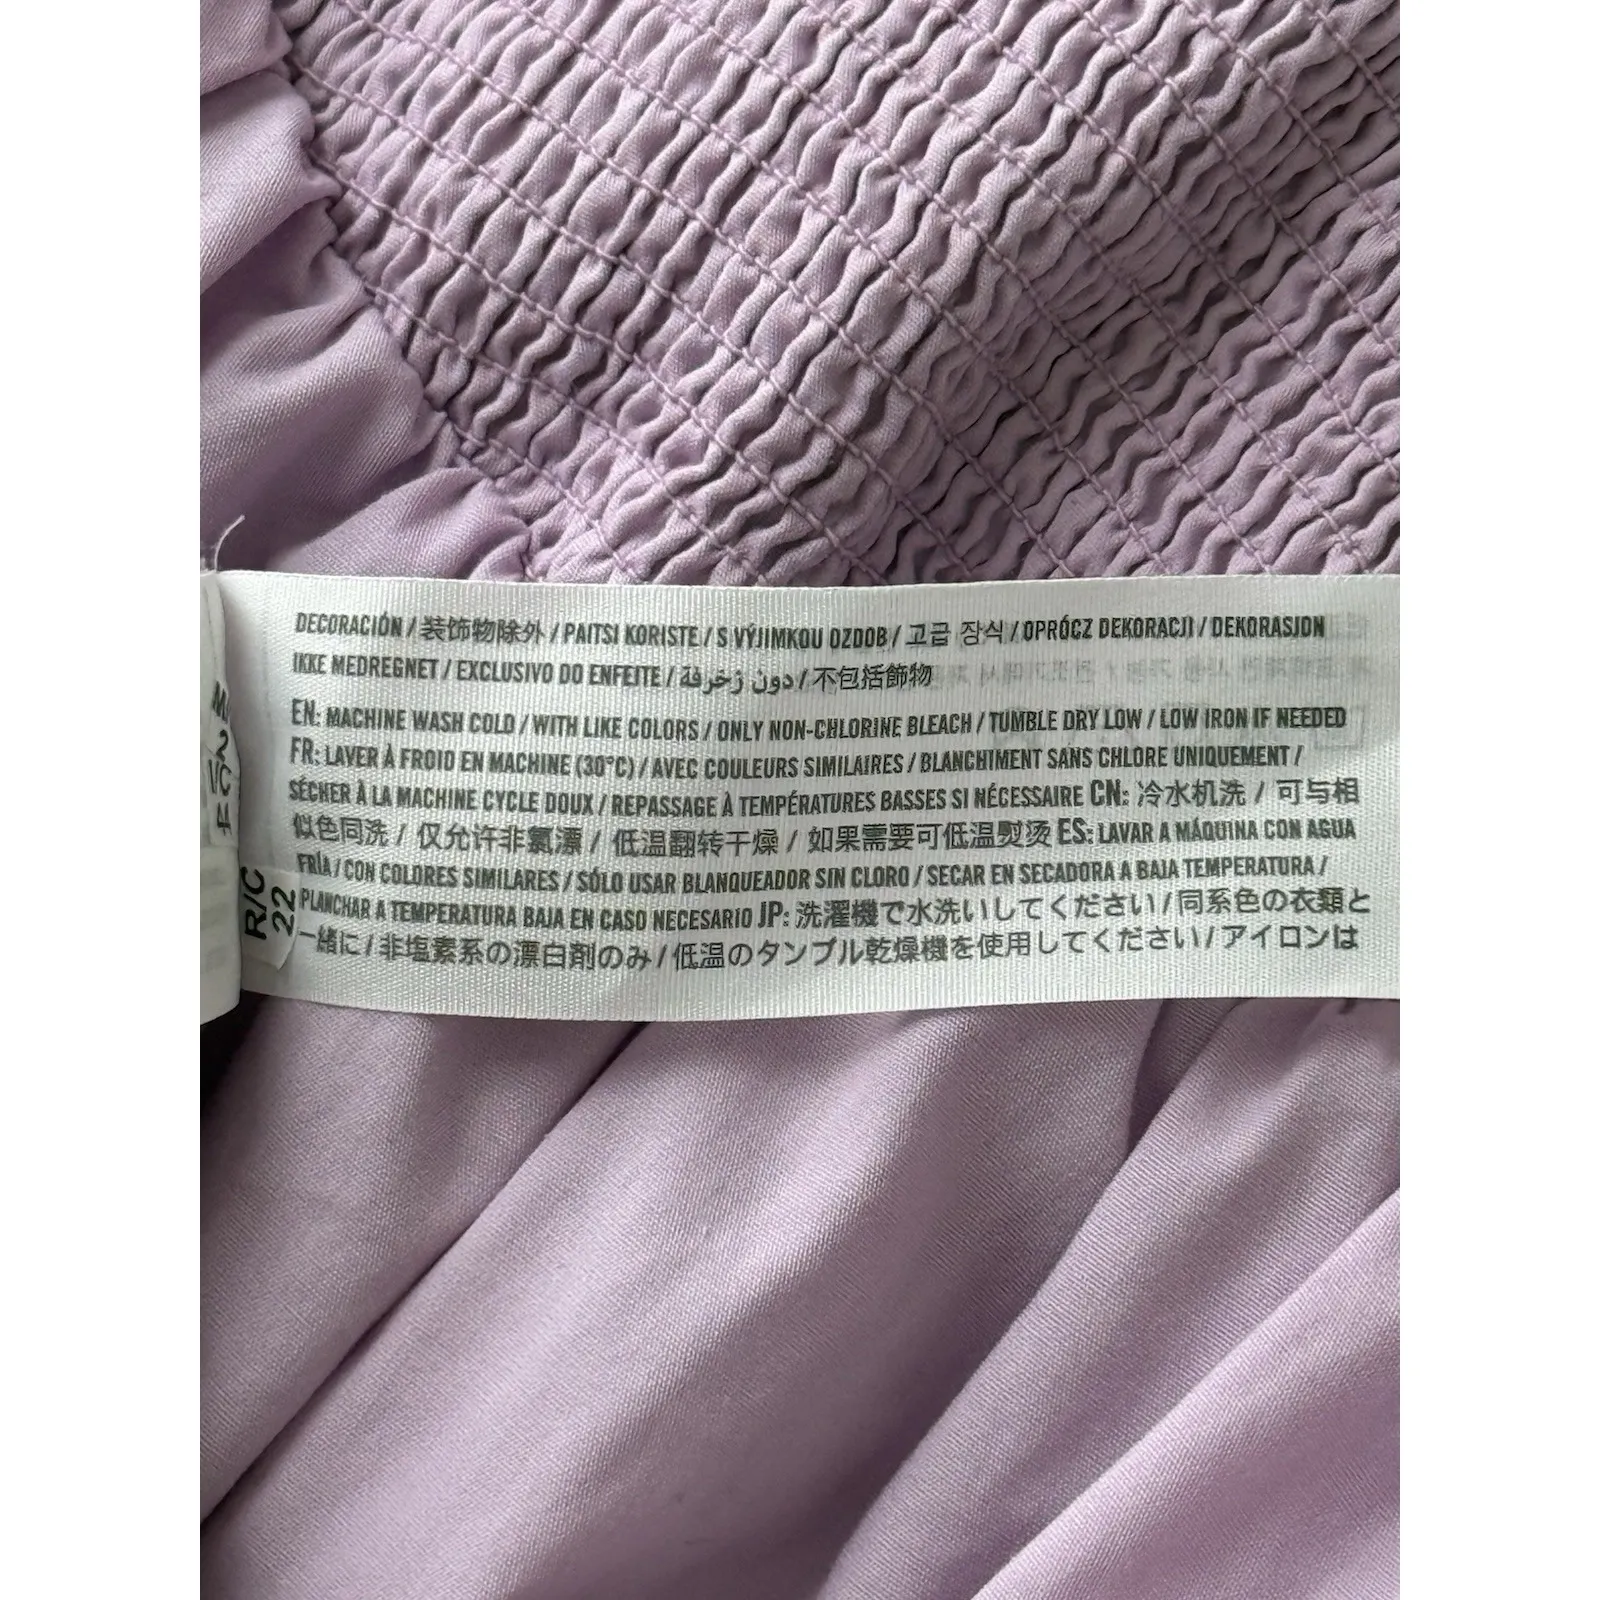 DECORACIÓN / 装饰物除外 / PAITSI KORISTE / S VÝJIMKOU OZDOB / 고급 장식 / OPRÓCZ DEKORACJI / DEKORASJON
IKKE MEDREGNET / EXCLUSIVO DO ENFEITE / دون زخرفة / 不包括飾物
EN: MACHINE WASH COLD / WITH LIKE COLORS / ONLY NON-CHLORINE BLEACH / TUMBLE DRY LOW / LOW IRON IF NEEDED
FR: LAVER À FROID EN MACHINE (30°C) / AVEC COULEURS SIMILAIRES / BLANCHIMENT SANS CHLORE UNIQUEMENT /
SÉCHER À LA MACHINE CYCLE DOUX / REPASSAGE À TEMPÉRATURES BASSES SI NÉCESSAIRE CN: 冷水机洗 / 可与相
似色同洗 / 仅允许非氯漂 / 低温翻转干燥 / 如果需要可低温熨烫 ES: LAVAR A MÁQUINA CON AGUA
FRÍA / CON COLORES SIMILARES / SÓLO USAR BLANQUEADOR SIN CLORO / SECAR EN SECADORA A BAJA TEMPERATURA /
PLANCHAR A TEMPERATURA BAJA EN CASO NECESARIO JP: 洗濯機で水洗いしてください / 同系色の衣類と
一緒に / 非塩素系の漂白剤のみ / 低温のタンブル乾燥機を使用してください / アイロンは
R/C
22